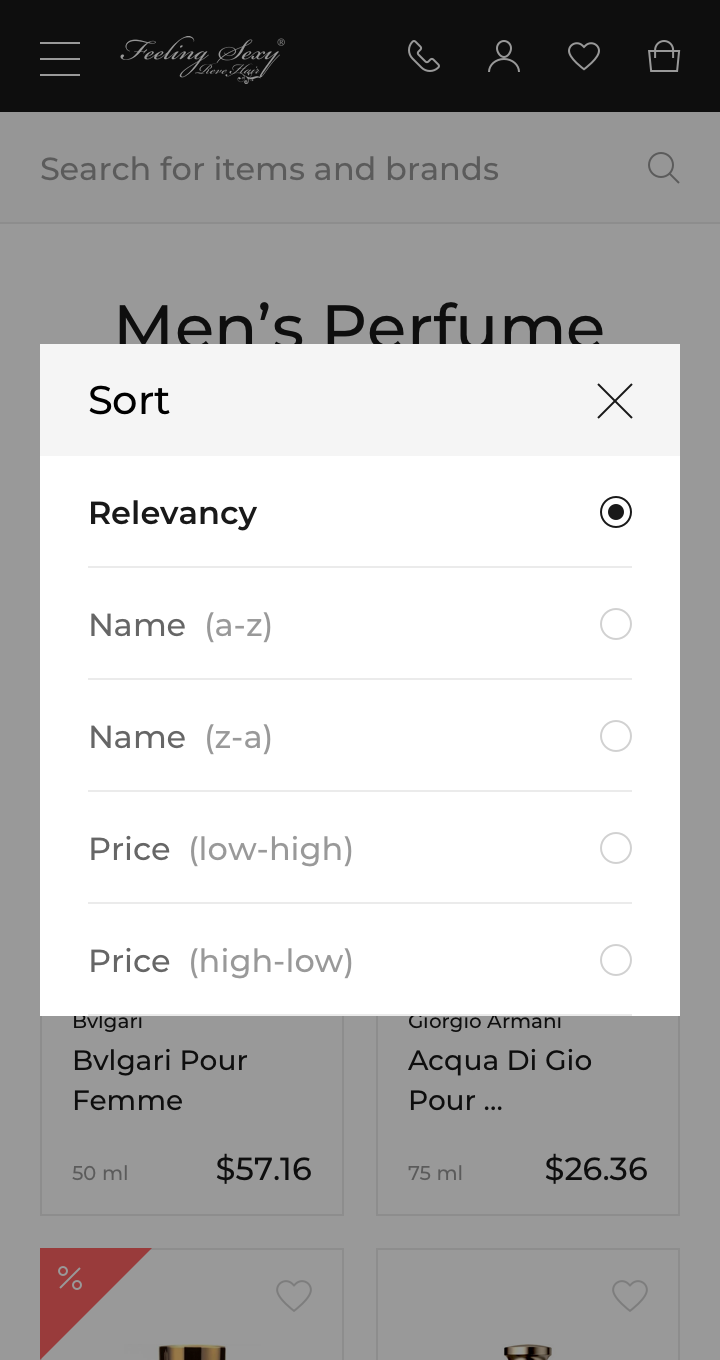 Feeling Sexy®
Reve Hair
Search for items and brands
Men’s Perfume
Sort
Relevancy
Name (a-z)
Name (z-a)
Price (low-high)
Price (high-low)
Bvlgari
Giorgio Armani
Bvlgari Pour
Femme
Acqua Di Gio
Pour ...
50 ml $57.16
75 ml $26.36
%